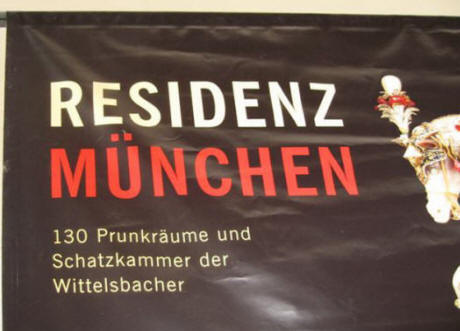 RESIDENZ
MÜNCHEN
130 Prunkräume und
Schatzkammer der
Wittelsbacher